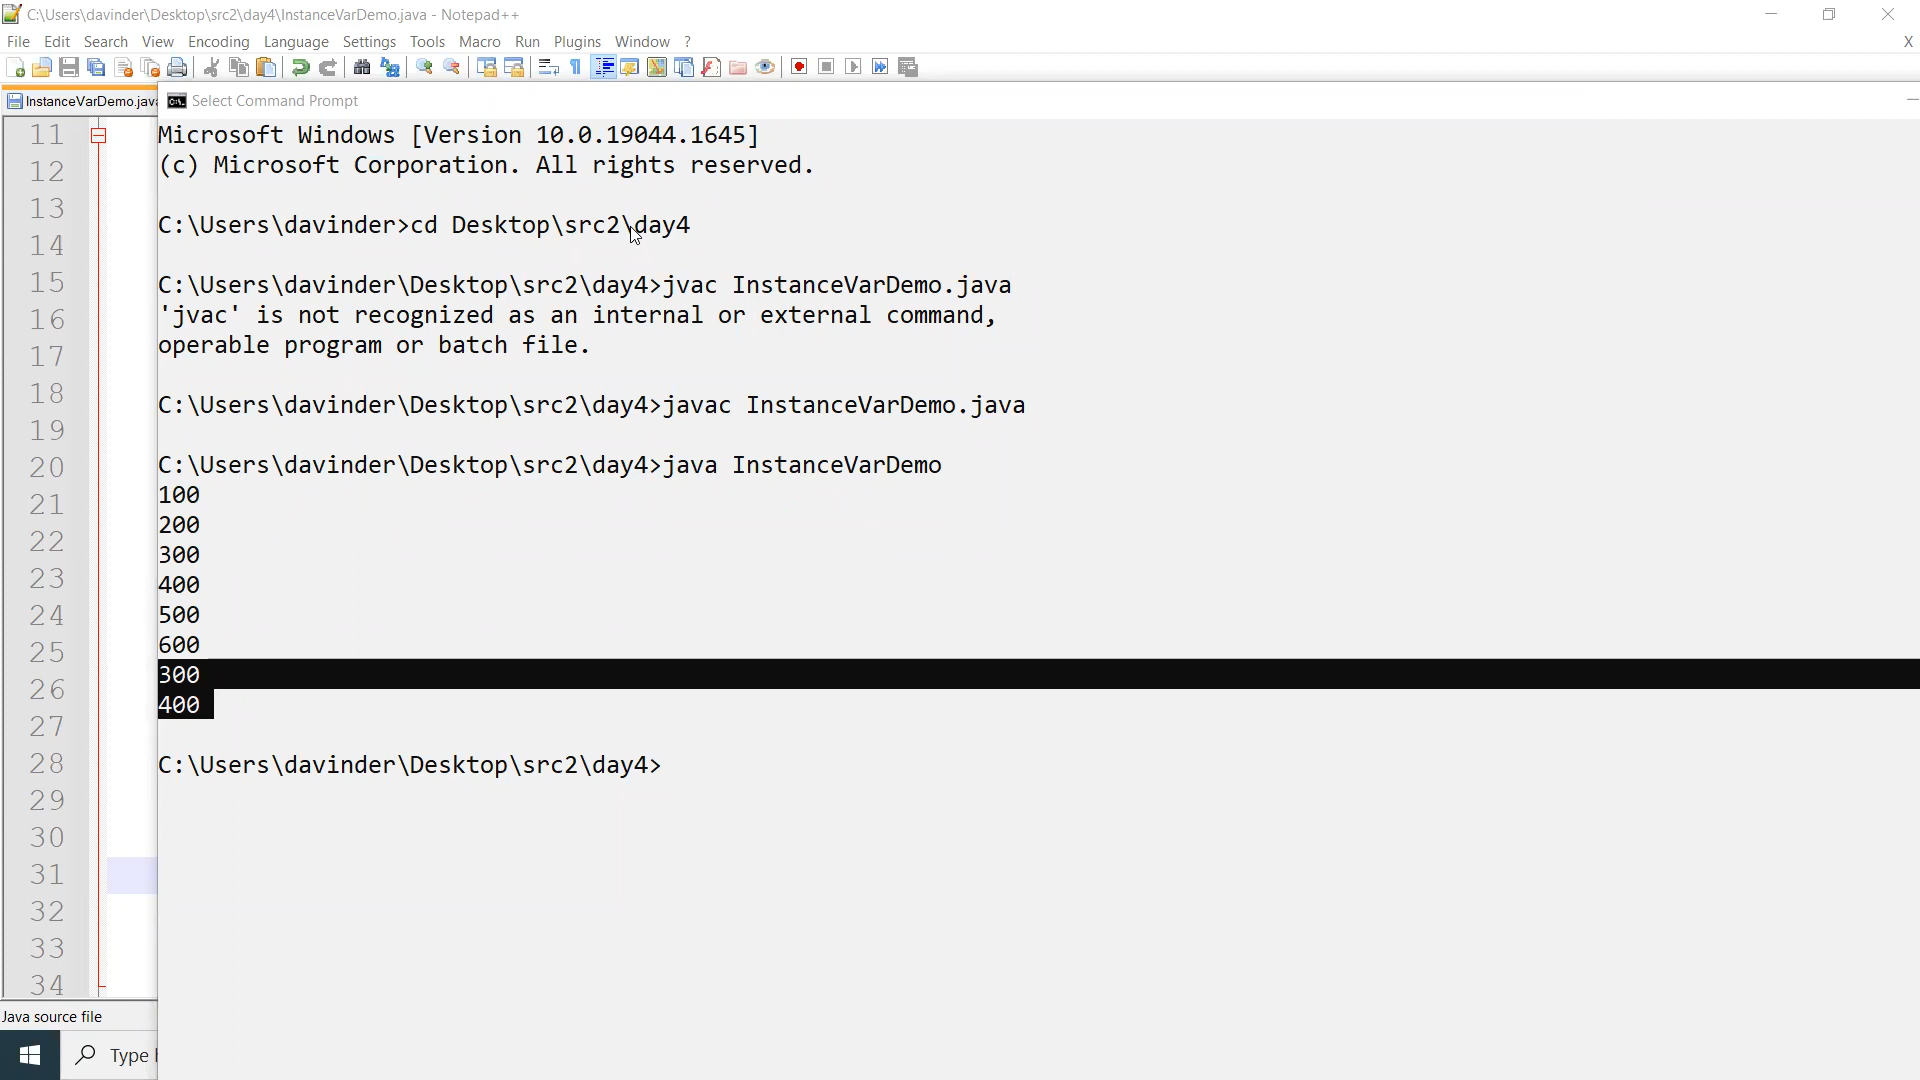 C:\Users\davinder\Desktop\src2\day4\InstanceVarDemo.java - Notepad++
File Edit Search View Encoding Language Settings Tools Macro Run Plugins Window ?
X
InstanceVarDemo.java
Select Command Prompt
11
12
13
14
15
16
17
18
19
20
21
22
23
24
25
26
27
28
29
30
31
32
33
34
Microsoft Windows [Version 10.0.19044.1645]
(c) Microsoft Corporation. All rights reserved.
C:\Users\davinder>cd Desktop\src2\day4
C:\Users\davinder\Desktop\src2\day4>jvac InstanceVarDemo.java
'jvac' is not recognized as an internal or external command,
operable program or batch file.
C:\Users\davinder\Desktop\src2\day4>javac InstanceVarDemo.java
C:\Users\davinder\Desktop\src2\day4>java InstanceVarDemo
100
200
300
400
500
600
300
400
C:\Users\davinder\Desktop\src2\day4>
Java source file
Type